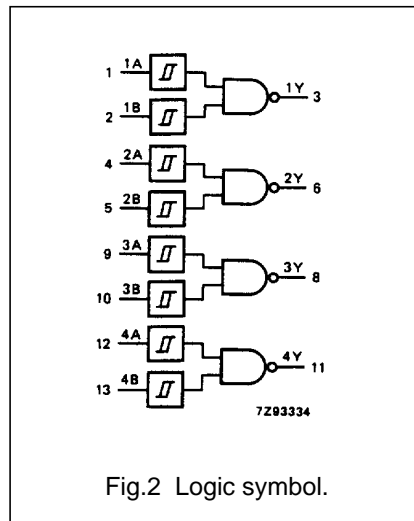 1 1A
1Y 3
2 1B
4 2A
2Y 6
5 2B
9 3A
3Y 8
10 3B
12 4A
4Y 11
13 4B
7Z93334
Fig.2 Logic symbol.